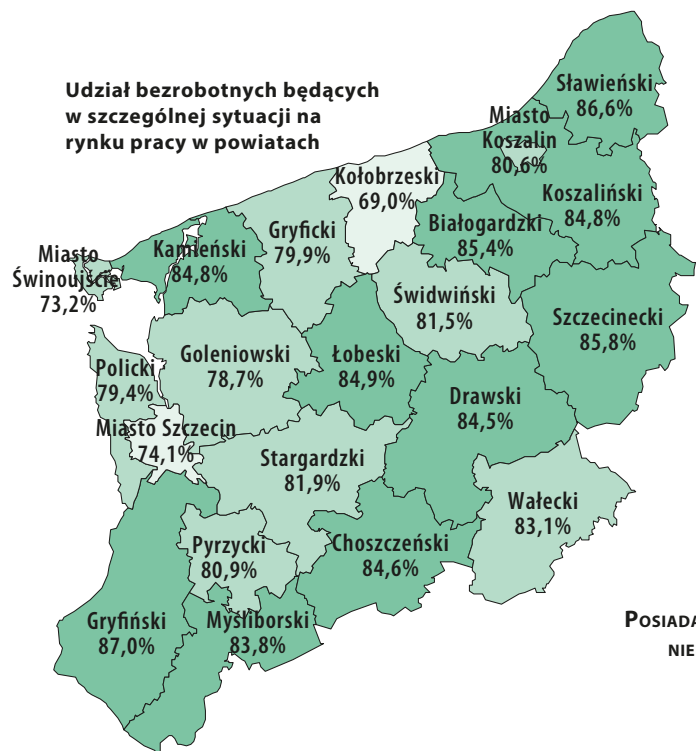 Udział bezrobotnych będących
w szczególnej sytuacji na
rynku pracy w powiatach
Sławieński
86,6%
Miasto
Koszalin
80,6%
Kołobrzeski
69,0%
Koszaliński
84,8%
Białogardzki
85,4%
Gryficki
79,9%
Kamieński
84,8%
Miasto
Świnoujście
73,2%
Świdwiński
81,5%
Szczecinecki
85,8%
Goleniowski
78,7%
Łobeski
84,9%
Policki
79,4%
Drawski
84,5%
Miasto Szczecin
74,1%
Stargardzki
81,9%
Wałecki
83,1%
Pyrzycki
80,9%
Choszczeński
84,6%
Gryfiński
87,0%
Myśliborski
83,8%
POSIADA
NIE